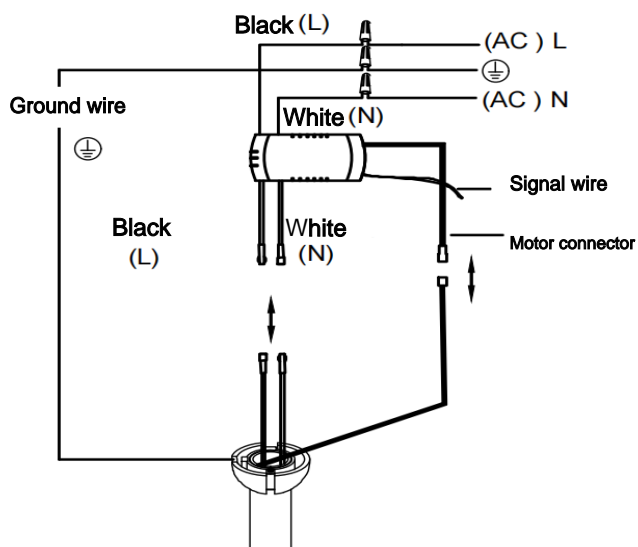 Black (L)
(AC ) L
Ground wire
(AC ) N
White (N)
Signal wire
Black
(L)
White
(N)
Motor connector